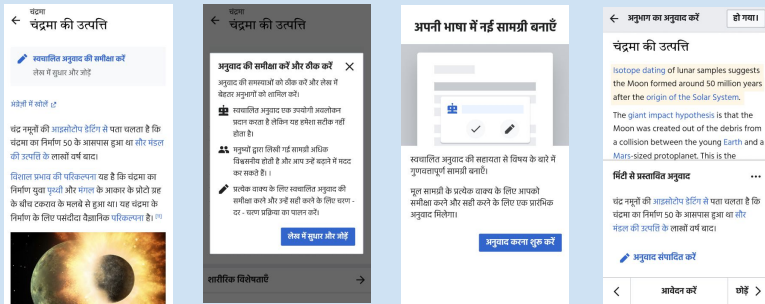 चंद्रमा
चंद्रमा की उत्पत्ति
स्वचालित अनुवाद की समीक्षा करें
लेख में सुधार और जोड़ें
अंग्रेज़ी में खोलें
चंद्र नमूनों की आइसोटोप डेटिंग से पता चलता है कि
चंद्रमा का निर्माण 50 के आसपास हुआ था सौर मंडल
की उत्पत्ति के लाखों वर्ष बाद।
विशाल प्रभाव की परिकल्पना यह है कि चंद्रमा का
निर्माण युवा पृथ्वी और मंगल के आकार के प्रोटो ग्रह
के बीच टकराव के मलबे से हुआ था। यह चंद्रमा के
निर्माण के लिए पसंदीदा वैज्ञानिक परिकल्पना है।
चंद्रमा
चंद्रमा की उत्पत्ति
अनुवाद की समीक्षा करें और ठीक करें
अनुवाद की समस्याओं को ठीक करें और लेख में
बेहतर अनुभागों को शामिल करें।
स्वचालित अनुवाद एक उपयोगी अवलोकन
प्रदान करता है लेकिन यह हमेशा सटीक नहीं
होता है।
मनुष्यों द्वारा लिखी गई सामग्री अधिक
विश्वसनीय होती है और आप उन्हें बढ़ाने में मदद
कर सकते हैं। ।
प्रत्येक वाक्य के लिए स्वचालित अनुवाद की
समीक्षा करने और उन्हें सही करने के लिए चरण -
दर - चरण प्रक्रिया का पालन करें।
लेख में सुधार और जोड़ें
शारीरिक विशेषताएँ
अपनी भाषा में नई सामग्री बनाएँ
स्वचालित अनुवाद की सहायता से विषय के बारे में
गुणवत्तापूर्ण सामग्री बनाएँ।
मूल सामग्री के प्रत्येक वाक्य के लिए आपको
समीक्षा करने और सही करने के लिए एक प्रारंभिक
अनुवाद मिलेगा।
अनुवाद करना शुरू करें
अनुभाग का अनुवाद करें
हो गया।
चंद्रमा की उत्पत्ति
Isotope dating of lunar samples suggests
the Moon formed around 50 million years
after the origin of the Solar System.
The giant impact hypothesis is that the
Moon was created out of the debris from
a collision between the young Earth and a
Mars-sized protoplanet. This is the
मिंटी से प्रस्तावित अनुवाद
चंद्र नमूनों की आइसोटोप डेटिंग से पता चलता है कि
चंद्रमा का निर्माण 50 के आसपास हुआ था सौर
मंडल की उत्पत्ति के लाखों वर्ष बाद।
अनुवाद संपादित करें
आवेदन करें
छोड़ें